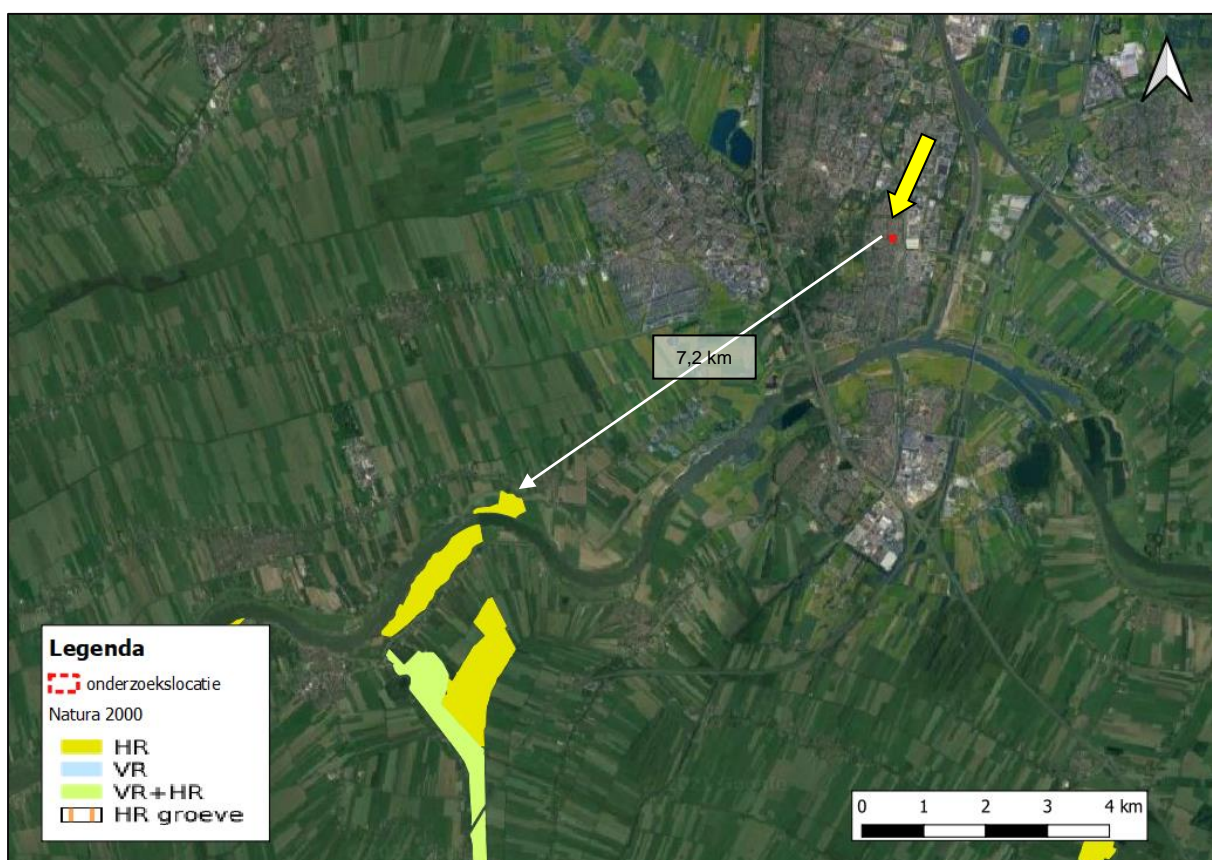 7,2 km
Legenda
onderzoekslocatie
Natura 2000
HR
VR
VR+HR
HR groeve
0 1 2 3 4 km